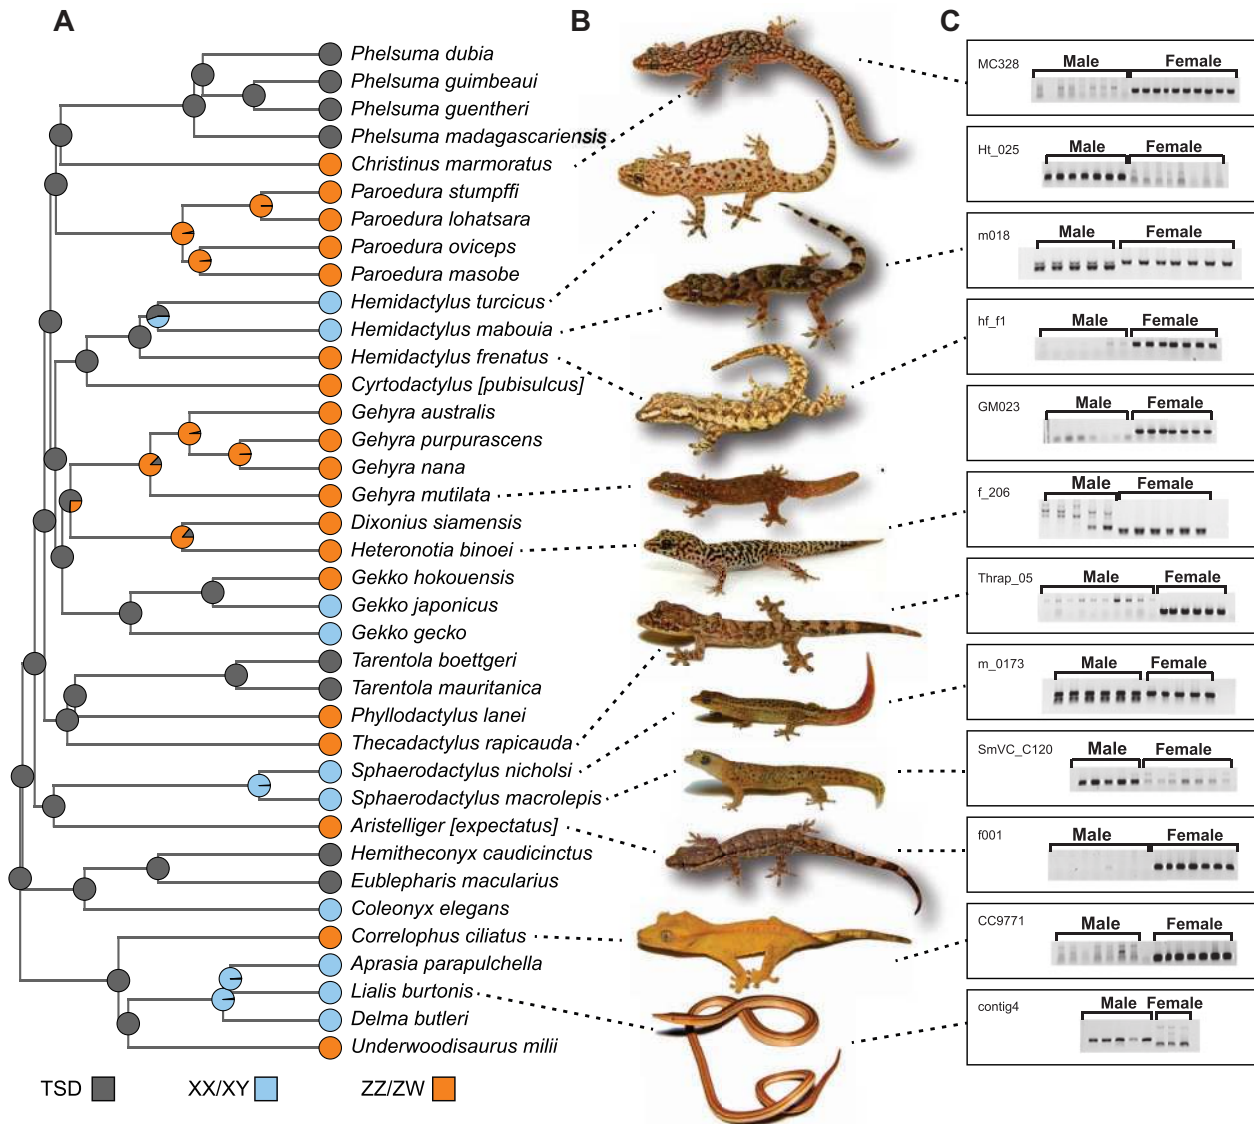 A
B
C
Phelsuma dubia
Phelsuma guimbeaui
Phelsuma guentheri
Phelsuma madagascariensis
Christinus marmoratus
Paroedura stumpffi
Paroedura lohatsara
Paroedura oviceps
Paroedura masobe
Hemidactylus turcicus
Hemidactylus mabouia
Hemidactylus frenatus
Cyrtodactylus [pubisulcus]
Gehyra australis
Gehyra purpurascens
Gehyra nana
Gehyra mutilata
Dixonius siamensis
Heteronotia binoei
Gekko hokouensis
Gekko japonicus
Gekko gecko
Tarentola boettgeri
Tarentola mauritanica
Phyllodactylus lanei
Thecadactylus rapicauda
Sphaerodactylus nicholsi
Sphaerodactylus macrolepis
Aristelliger [expectatus]
Hemitheconyx caudicinctus
Eublepharis macularius
Coleonyx elegans
Correlophus ciliatus
Aprasia parapulchella
Lialis burtonis
Delma butleri
Underwoodisaurus milii
TSD
XX/XY
ZZ/ZW
MC328
Male Female
Ht_025
Male Female
m018
Male Female
hf_f1
Male Female
GM023
Male Female
f_206
Male Female
Thrap_05
Male Female
m_0173
Male Female
SmVC_C120
Male Female
f001
Male Female
CC9771
Male Female
contig4
Male Female